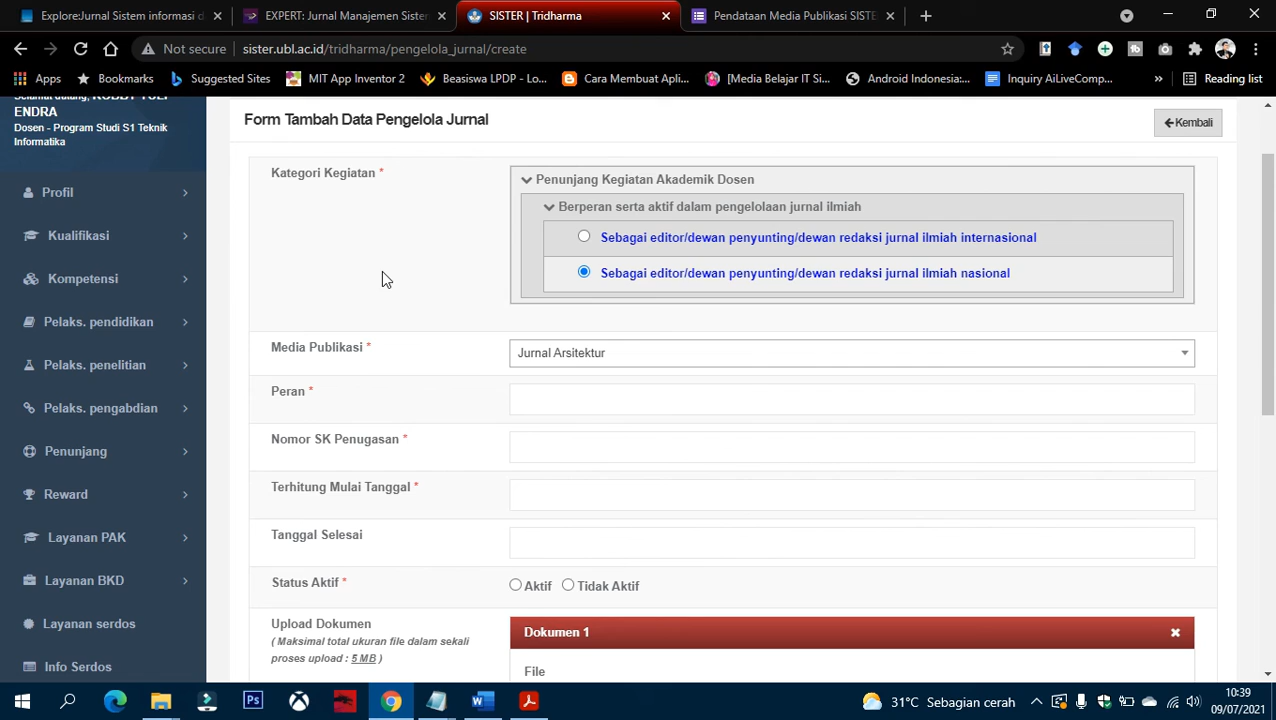 Explore:Jurnal Sistem informasi d
EXPERT: Jurnal Manajemen Sister
SISTER | Tridharma
Pendataan Media Publikasi SISTE
Not secure
sister.ubl.ac.id/tridharma/pengelola_jurnal/create
Apps
Bookmarks
Suggested Sites
MIT App Inventor 2
Beasiswa LPDP - Lo...
Cara Membuat Apli...
[Media Belajar IT Si...
Android Indonesia:...
Inquiry AiLiveComp...
»
Reading list
ENDRA
Dosen - Program Studi S1 Teknik
Informatika
Profil
Kualifikasi
Kompetensi
Pelaks. pendidikan
Pelaks. penelitian
Pelaks. pengabdian
Penunjang
Reward
Layanan PAK
Layanan BKD
Layanan serdos
Info Serdos
Form Tambah Data Pengelola Jurnal
Kembali
Kategori Kegiatan *
Penunjang Kegiatan Akademik Dosen
Berperan serta aktif dalam pengelolaan jurnal ilmiah
Sebagai editor/dewan penyunting/dewan redaksi jurnal ilmiah internasional
Sebagai editor/dewan penyunting/dewan redaksi jurnal ilmiah nasional
Media Publikasi *
Jurnal Arsitektur
Peran *
Nomor SK Penugasan *
Terhitung Mulai Tanggal *
Tanggal Selesai
Status Aktif *
Aktif
Tidak Aktif
Upload Dokumen
( Maksimal total ukuran file dalam sekali
proses upload : 5 MB )
Dokumen 1
File
31°C Sebagian cerah
10:39
09/07/2021